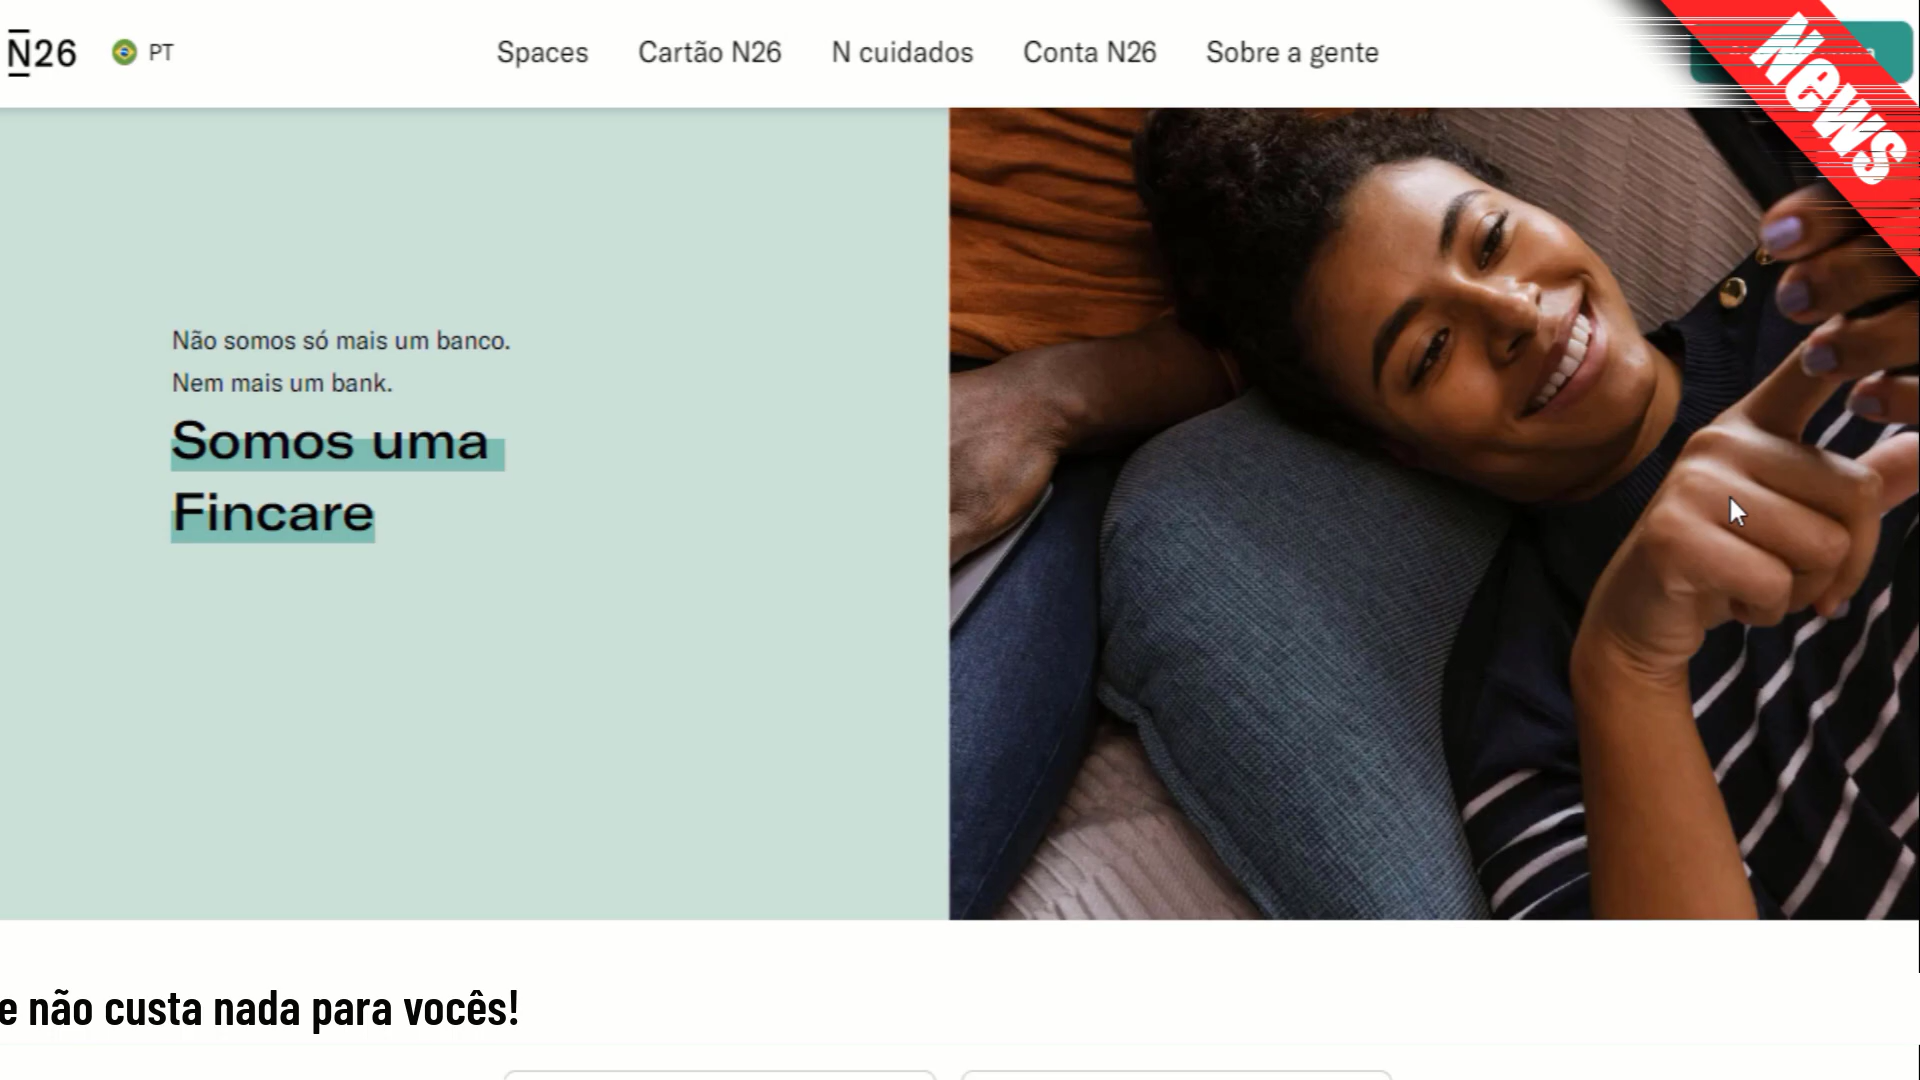 N26
PT
Spaces
Cartão N26
N cuidados
Conta N26
Sobre a gente
News
Não somos só mais um banco.
Nem mais um bank.
Somos uma
Fincare
e não custa nada para vocês!